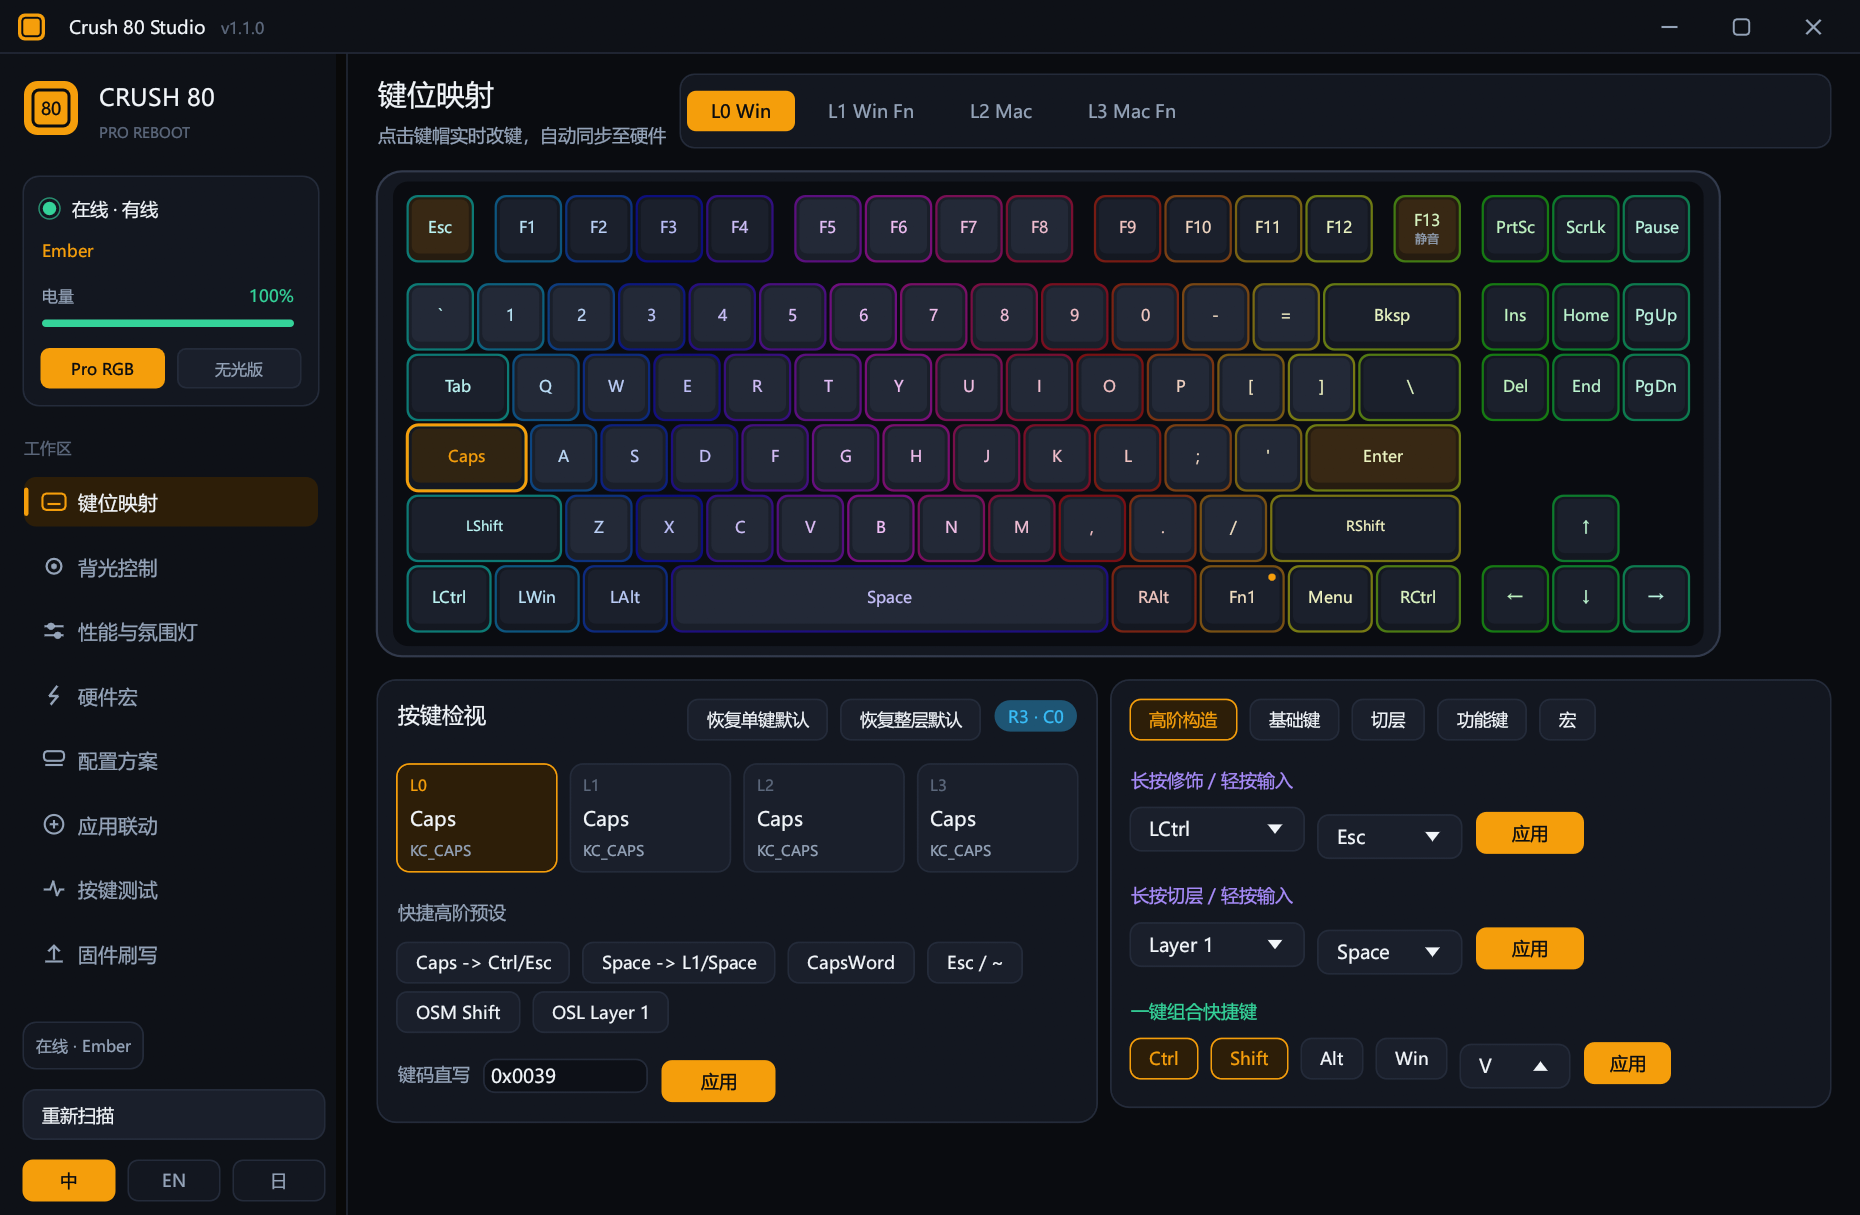 Crush 80 Studio v1.1.0
80
CRUSH 80
PRO REBOOT
在线 · 有线
Ember
电量 100%
Pro RGB 无光版
工作区
键位映射
背光控制
性能与氛围灯
硬件宏
配置方案
应用联动
按键测试
固件刷写
在线 · Ember
重新扫描
中 EN 日
键位映射
点击键帽实时改键，自动同步至硬件
L0 Win L1 Win Fn L2 Mac L3 Mac Fn
Esc F1 F2 F3 F4 F5 F6 F7 F8 F9 F10 F11 F12 F13 静音 PrtSc ScrLk Pause
` 1 2 3 4 5 6 7 8 9 0 - = Bksp Ins Home PgUp
Tab Q W E R T Y U I O P [ ] \ Del End PgDn
Caps A S D F G H J K L ; ' Enter
LShift Z X C V B N M , . / RShift ↑
LCtrl LWin LAlt Space RAlt Fn1 Menu RCtrl ← ↓ →
按键检视 恢复单键默认 恢复整层默认 R3 · C0
L0 L1 L2 L3
Caps Caps Caps Caps
KC_CAPS KC_CAPS KC_CAPS KC_CAPS
快捷高阶预设
Caps -> Ctrl/Esc Space -> L1/Space CapsWord Esc / ~
OSM Shift OSL Layer 1
键码直写 0x0039 应用
高阶构造 基础键 切层 功能键 宏
长按修饰 / 轻按输入
LCtrl ▼ Esc ▼ 应用
长按切层 / 轻按输入
Layer 1 ▼ Space ▼ 应用
一键组合快捷键
Ctrl Shift Alt Win V ▲ 应用